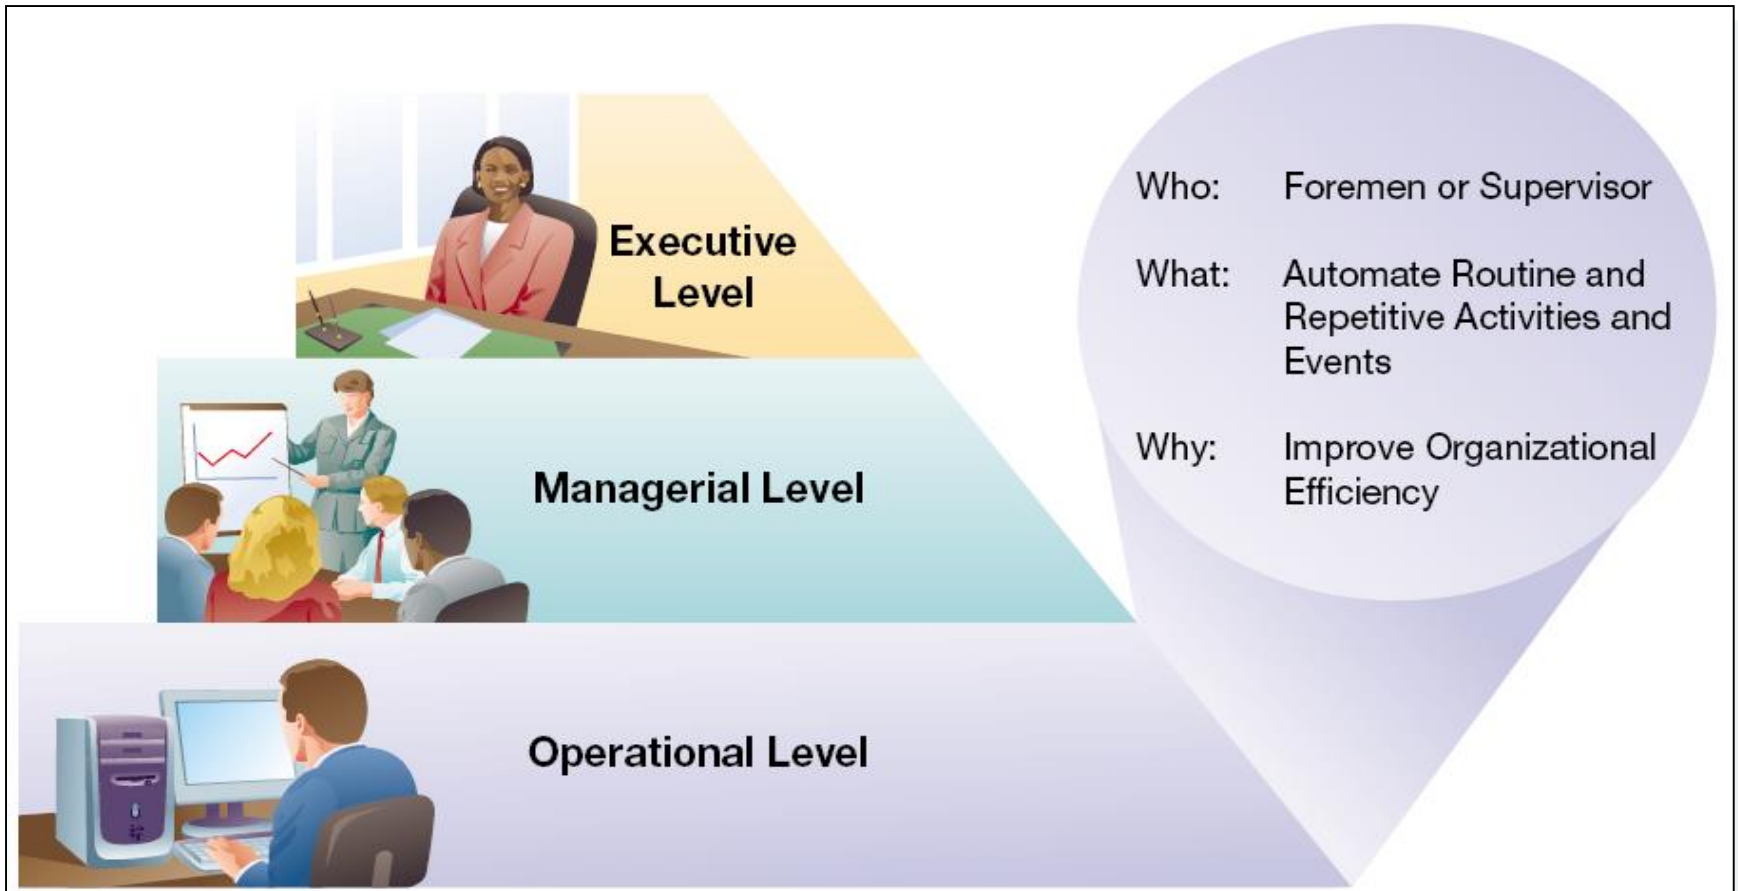 Executive
Level
Managerial Level
Operational Level
Who: Foremen or Supervisor
What: Automate Routine and
Repetitive Activities and
Events
Why: Improve Organizational
Efficiency